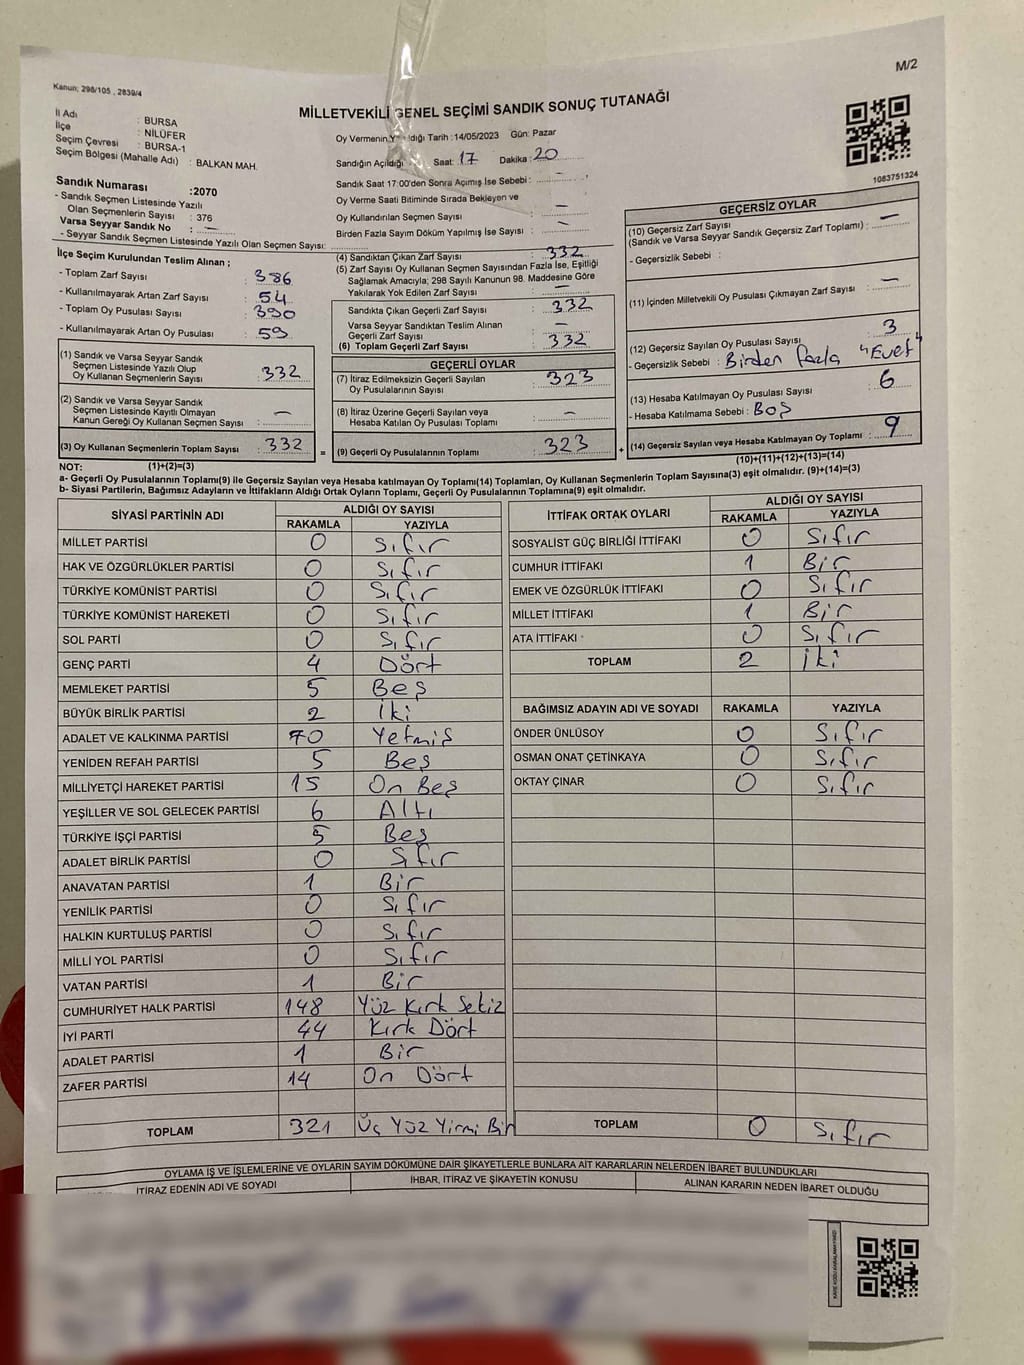 M/2
Kanun; 298/105 , 2839/4
MİLLETVEKİLİ GENEL SEÇİMİ SANDIK SONUÇ TUTANAĞI
İl Adı : BURSA
İlçe : NİLÜFER
Seçim Çevresi : BURSA-1
Seçim Bölgesi (Mahalle Adı) : BALKAN MAH.
Sandık Numarası :2070
- Sandık Seçmen Listesinde Yazılı
Olan Seçmenlerin Sayısı : 376
Varsa Seyyar Sandık No : —
- Seyyar Sandık Seçmen Listesinde Yazılı Olan Seçmen Sayısı:
Oy Vermenin Tarih :14/05/2023 Gün: Pazar
Sandığın Açıldığı Saat: 17 Dakika : 20
Sandık Saat 17:00'den Sonra Açımış İse Sebebi : —
Oy Verme Saati Bitiminde Sırada Bekleyen ve
Oy Kullandırılan Seçmen Sayısı : —
Birden Fazla Sayım Döküm Yapılmış İse Sayısı : —
1083751324
İlçe Seçim Kurulundan Teslim Alınan ;
- Toplam Zarf Sayısı : 386
- Kullanılmayarak Artan Zarf Sayısı : 54
- Toplam Oy Pusulası Sayısı : 390
- Kullanılmayarak Artan Oy Pusulası : 59
(1) Sandık ve Varsa Seyyar Sandık
Seçmen Listesinde Yazılı Olup
Oy Kullanan Seçmenlerin Sayısı : 332
(2) Sandık ve Varsa Seyyar Sandık
Seçmen Listesinde Kayıtlı Olmayan
Kanun Gereği Oy Kullanan Seçmen Sayısı : —
(3) Oy Kullanan Seçmenlerin Toplam Sayısı : 332
(4) Sandıktan Çıkan Zarf Sayısı : 332
(5) Zarf Sayısı Oy Kullanan Seçmen Sayısından Fazla İse, Eşitliği
Sağlamak Amacıyla; 298 Sayılı Kanunun 98. Maddesine Göre
Yakılarak Yok Edilen Zarf Sayısı : —
Sandıkta Çıkan Geçerli Zarf Sayısı : 332
Varsa Seyyar Sandıktan Teslim Alınan
Geçerli Zarf Sayısı : —
(6) Toplam Geçerli Zarf Sayısı : 332
GEÇERLİ OYLAR
(7) İtiraz Edilmeksizin Geçerli Sayılan
Oy Pusulalarının Sayısı : 323
(8) İtiraz Üzerine Geçerli Sayılan veya
Hesaba Katılan Oy Pusulası Toplamı : —
= (9) Geçerli Oy Pusulalarının Toplamı : 323 +
GEÇERSİZ OYLAR
(10) Geçersiz Zarf Sayısı : —
(Sandık ve Varsa Seyyar Sandık Geçersiz Zarf Toplamı)
- Geçersizlik Sebebi :
(11) İçinden Milletvekili Oy Pusulası Çıkmayan Zarf Sayısı : —
(12) Geçersiz Sayılan Oy Pusulası Sayısı : 3
- Geçersizlik Sebebi : Birden fazla "Evet"
(13) Hesaba Katılmayan Oy Pusulası Sayısı : 6
- Hesaba Katılmama Sebebi : Boş
(14) Geçersiz Sayılan veya Hesaba Katılmayan Oy Toplamı : 9
NOT: (1)+(2)=(3)
(10)+(11)+(12)+(13)=(14)
a- Geçerli Oy Pusulalarının Toplamı(9) ile Geçersiz Sayılan veya Hesaba katılmayan Oy Toplamı(14) Toplamları, Oy Kullanan Seçmenlerin Toplam Sayısına(3) eşit olmalıdır. (9)+(14)=(3)
b- Siyasi Partilerin, Bağımsız Adayların ve İttifakların Aldığı Ortak Oyların Toplamı, Geçerli Oy Pusulalarının Toplamına(9) eşit olmalıdır.
SİYASİ PARTİNİN ADI ALDIĞI OY SAYISI
RAKAMLA YAZIYLA
MİLLET PARTİSİ 0 Sıfır
HAK VE ÖZGÜRLÜKLER PARTİSİ 0 Sıfır
TÜRKİYE KOMÜNİST PARTİSİ 0 Sıfır
TÜRKİYE KOMÜNİST HAREKETİ 0 Sıfır
SOL PARTİ 0 Sıfır
GENÇ PARTİ 4 Dört
MEMLEKET PARTİSİ 5 Beş
BÜYÜK BİRLİK PARTİSİ 2 İki
ADALET VE KALKINMA PARTİSİ 70 Yetmiş
YENİDEN REFAH PARTİSİ 5 Beş
MİLLİYETÇİ HAREKET PARTİSİ 15 On Beş
YEŞİLLER VE SOL GELECEK PARTİSİ 6 Altı
TÜRKİYE İŞÇİ PARTİSİ 5 Beş
ADALET BİRLİK PARTİSİ 0 Sıfır
ANAVATAN PARTİSİ 1 Bir
YENİLİK PARTİSİ 0 Sıfır
HALKIN KURTULUŞ PARTİSİ 0 Sıfır
MİLLİ YOL PARTİSİ 0 Sıfır
VATAN PARTİSİ 1 Bir
CUMHURİYET HALK PARTİSİ 148 Yüz Kırk Sekiz
İYİ PARTİ 44 Kırk Dört
ADALET PARTİSİ 1 Bir
ZAFER PARTİSİ 14 On Dört
TOPLAM 321 Üç Yüz Yirmi Bir
İTTİFAK ORTAK OYLARI ALDIĞI OY SAYISI
RAKAMLA YAZIYLA
SOSYALİST GÜÇ BİRLİĞİ İTTİFAKI 0 Sıfır
CUMHUR İTTİFAKI 1 Bir
EMEK VE ÖZGÜRLÜK İTTİFAKI 0 Sıfır
MİLLET İTTİFAKI 1 Bir
ATA İTTİFAKI 0 Sıfır
TOPLAM 2 İki
BAĞIMSIZ ADAYIN ADI VE SOYADI RAKAMLA YAZIYLA
ÖNDER ÜNLÜSOY 0 Sıfır
OSMAN ONAT ÇETİNKAYA 0 Sıfır
OKTAY ÇINAR 0 Sıfır
TOPLAM 0 Sıfır
OYLAMA İŞ VE İŞLEMLERİNE VE OYLARIN SAYIM DÖKÜMÜNE DAİR ŞİKAYETLERLE BUNLARA AİT KARARLARIN NELERDEN İBARET BULUNDUKLARI
İTİRAZ EDENİN ADI VE SOYADI İHBAR, İTİRAZ VE ŞİKAYETİN KONUSU ALINAN KARARIN NEDEN İBARET OLDUĞU